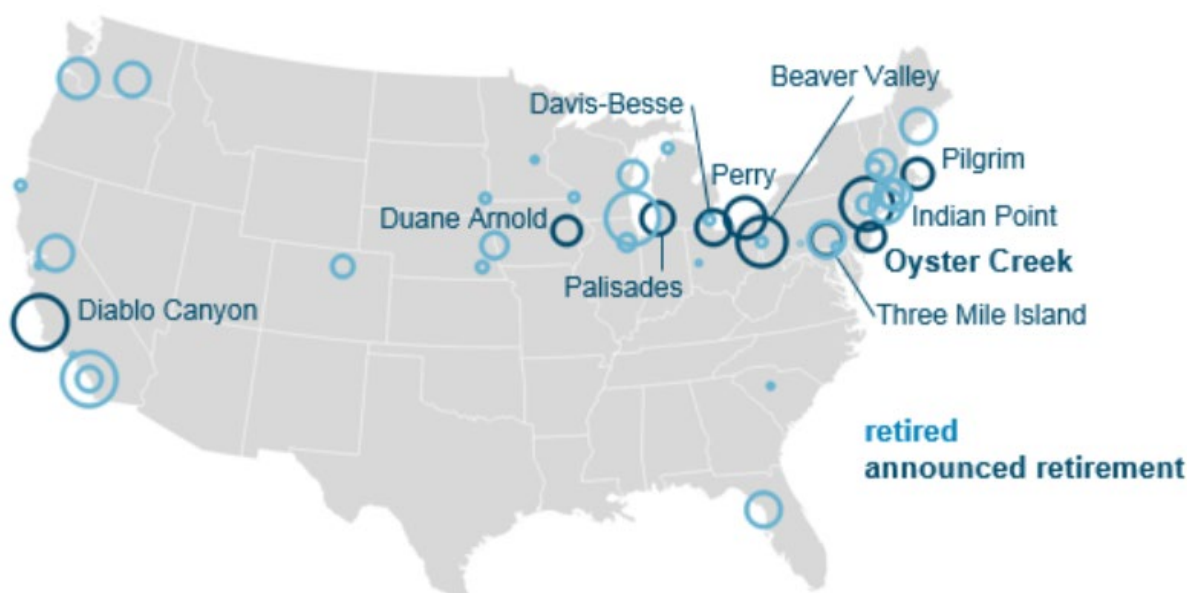 Beaver Valley
Davis-Besse
Perry
Pilgrim
Duane Arnold
Indian Point
Oyster Creek
Palisades
Diablo Canyon
Three Mile Island
retired
announced retirement